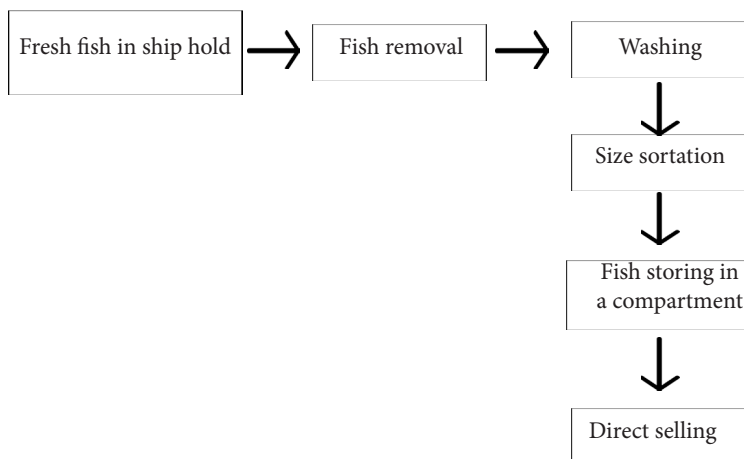 Fresh fish in ship hold
Fish removal
Washing
Size sortation
Fish storing in
a compartment
Direct selling